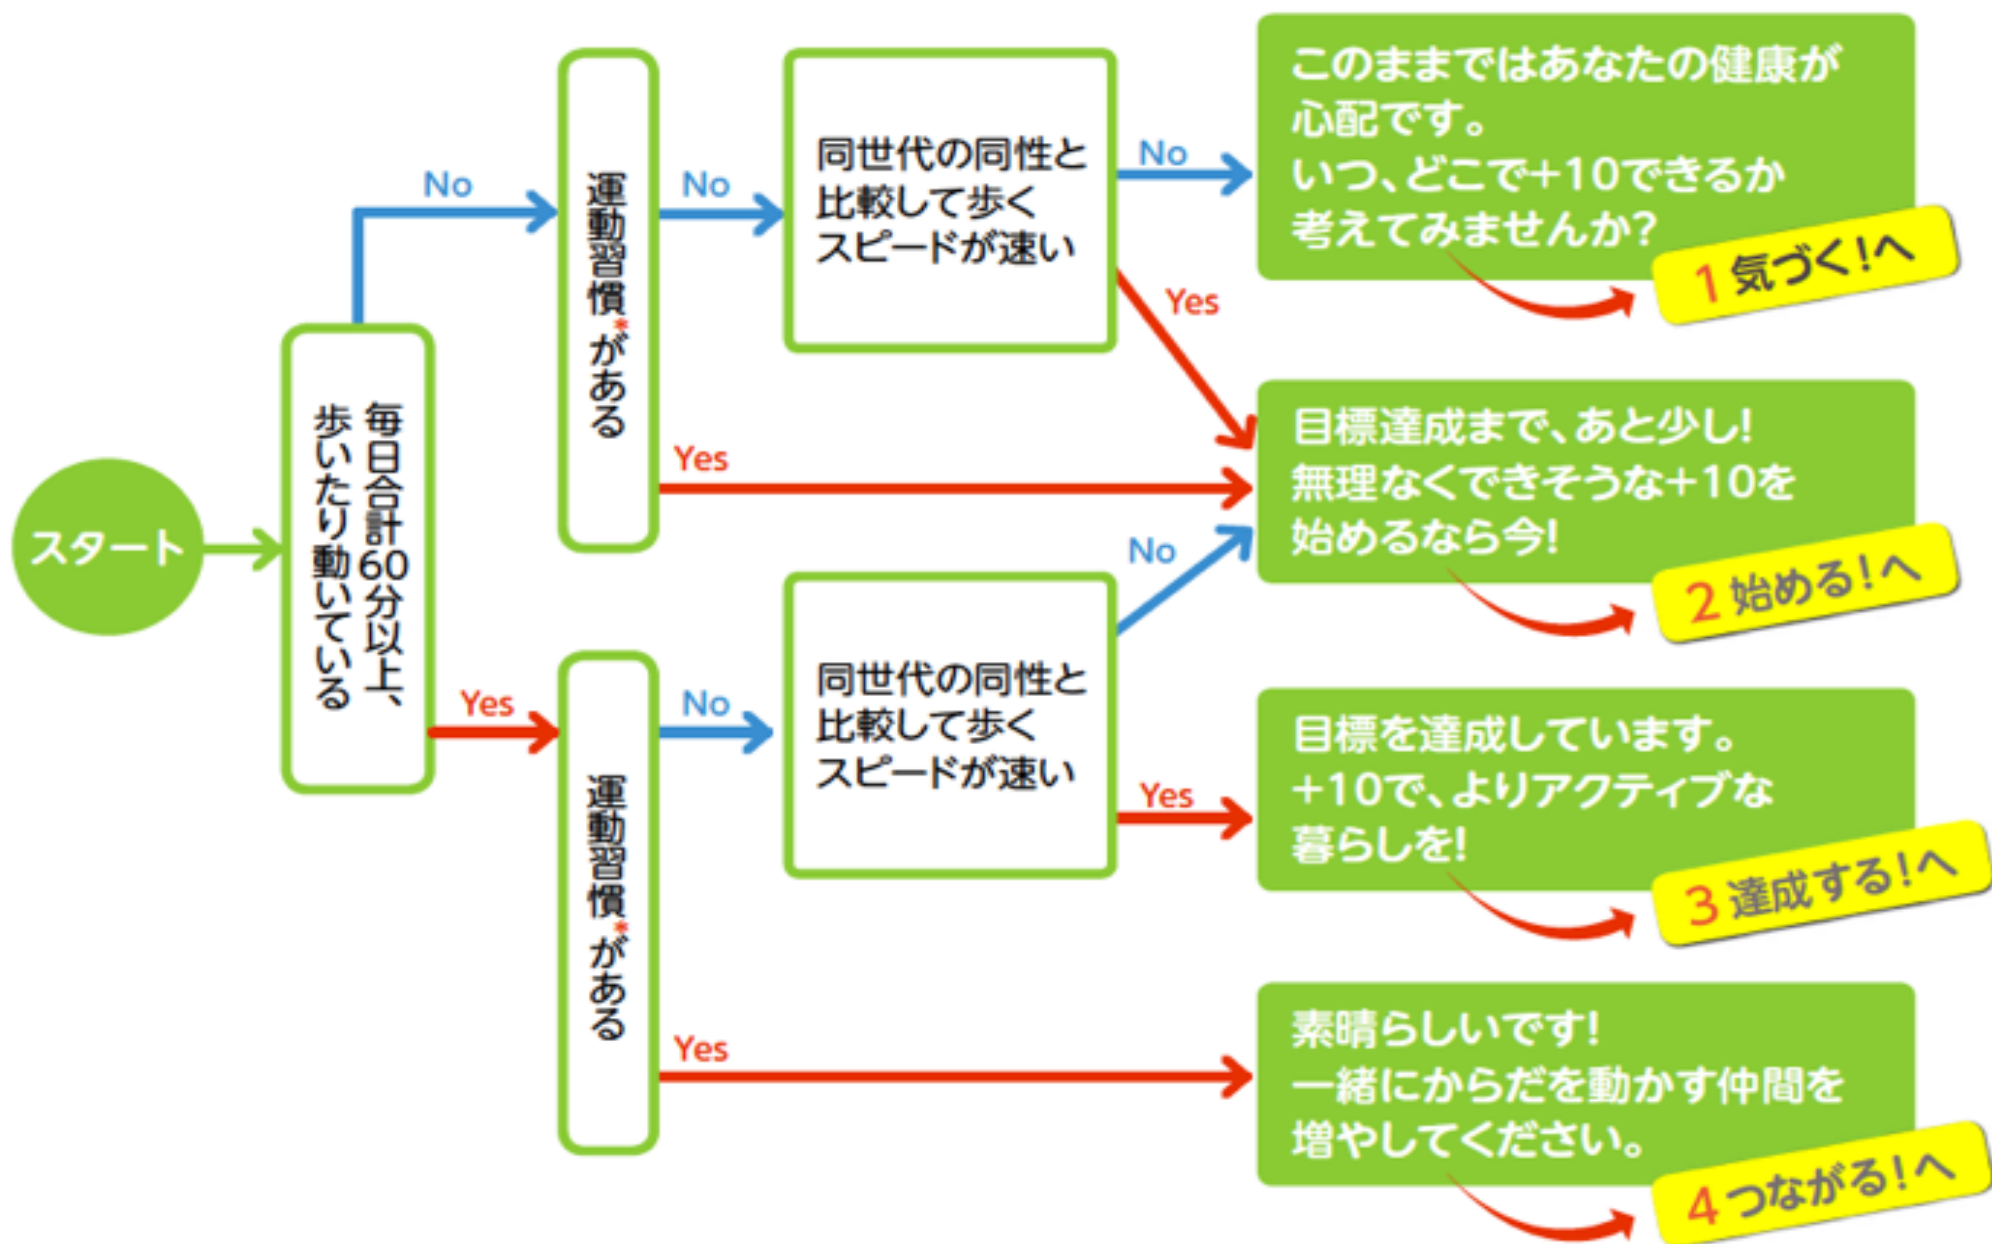 スタート
毎日合計60分以上、
歩いたり動いている
No
運動習慣*がある
No
同世代の同性と
比較して歩く
スピードが速い
No
このままではあなたの健康が
心配です。
いつ、どこで+10できるか
考えてみませんか?
1 気づく!へ
Yes
Yes
目標達成まで、あと少し!
無理なくできそうな+10を
始めるなら今!
2 始める!へ
Yes
運動習慣*がある
No
同世代の同性と
比較して歩く
スピードが速い
No
Yes
目標を達成しています。
+10で、よりアクティブな
暮らしを!
3 達成する!へ
Yes
素晴らしいです!
一緒にからだを動かす仲間を
増やしてください。
4 つながる!へ